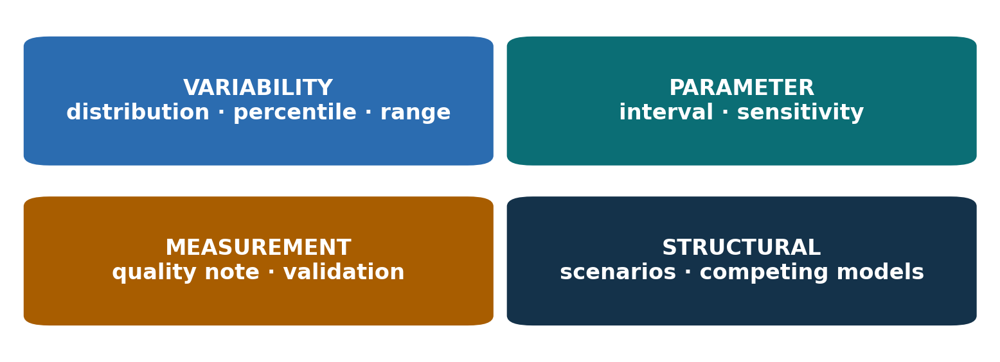 VARIABILITY
distribution · percentile · range
PARAMETER
interval · sensitivity
MEASUREMENT
quality note · validation
STRUCTURAL
scenarios · competing models